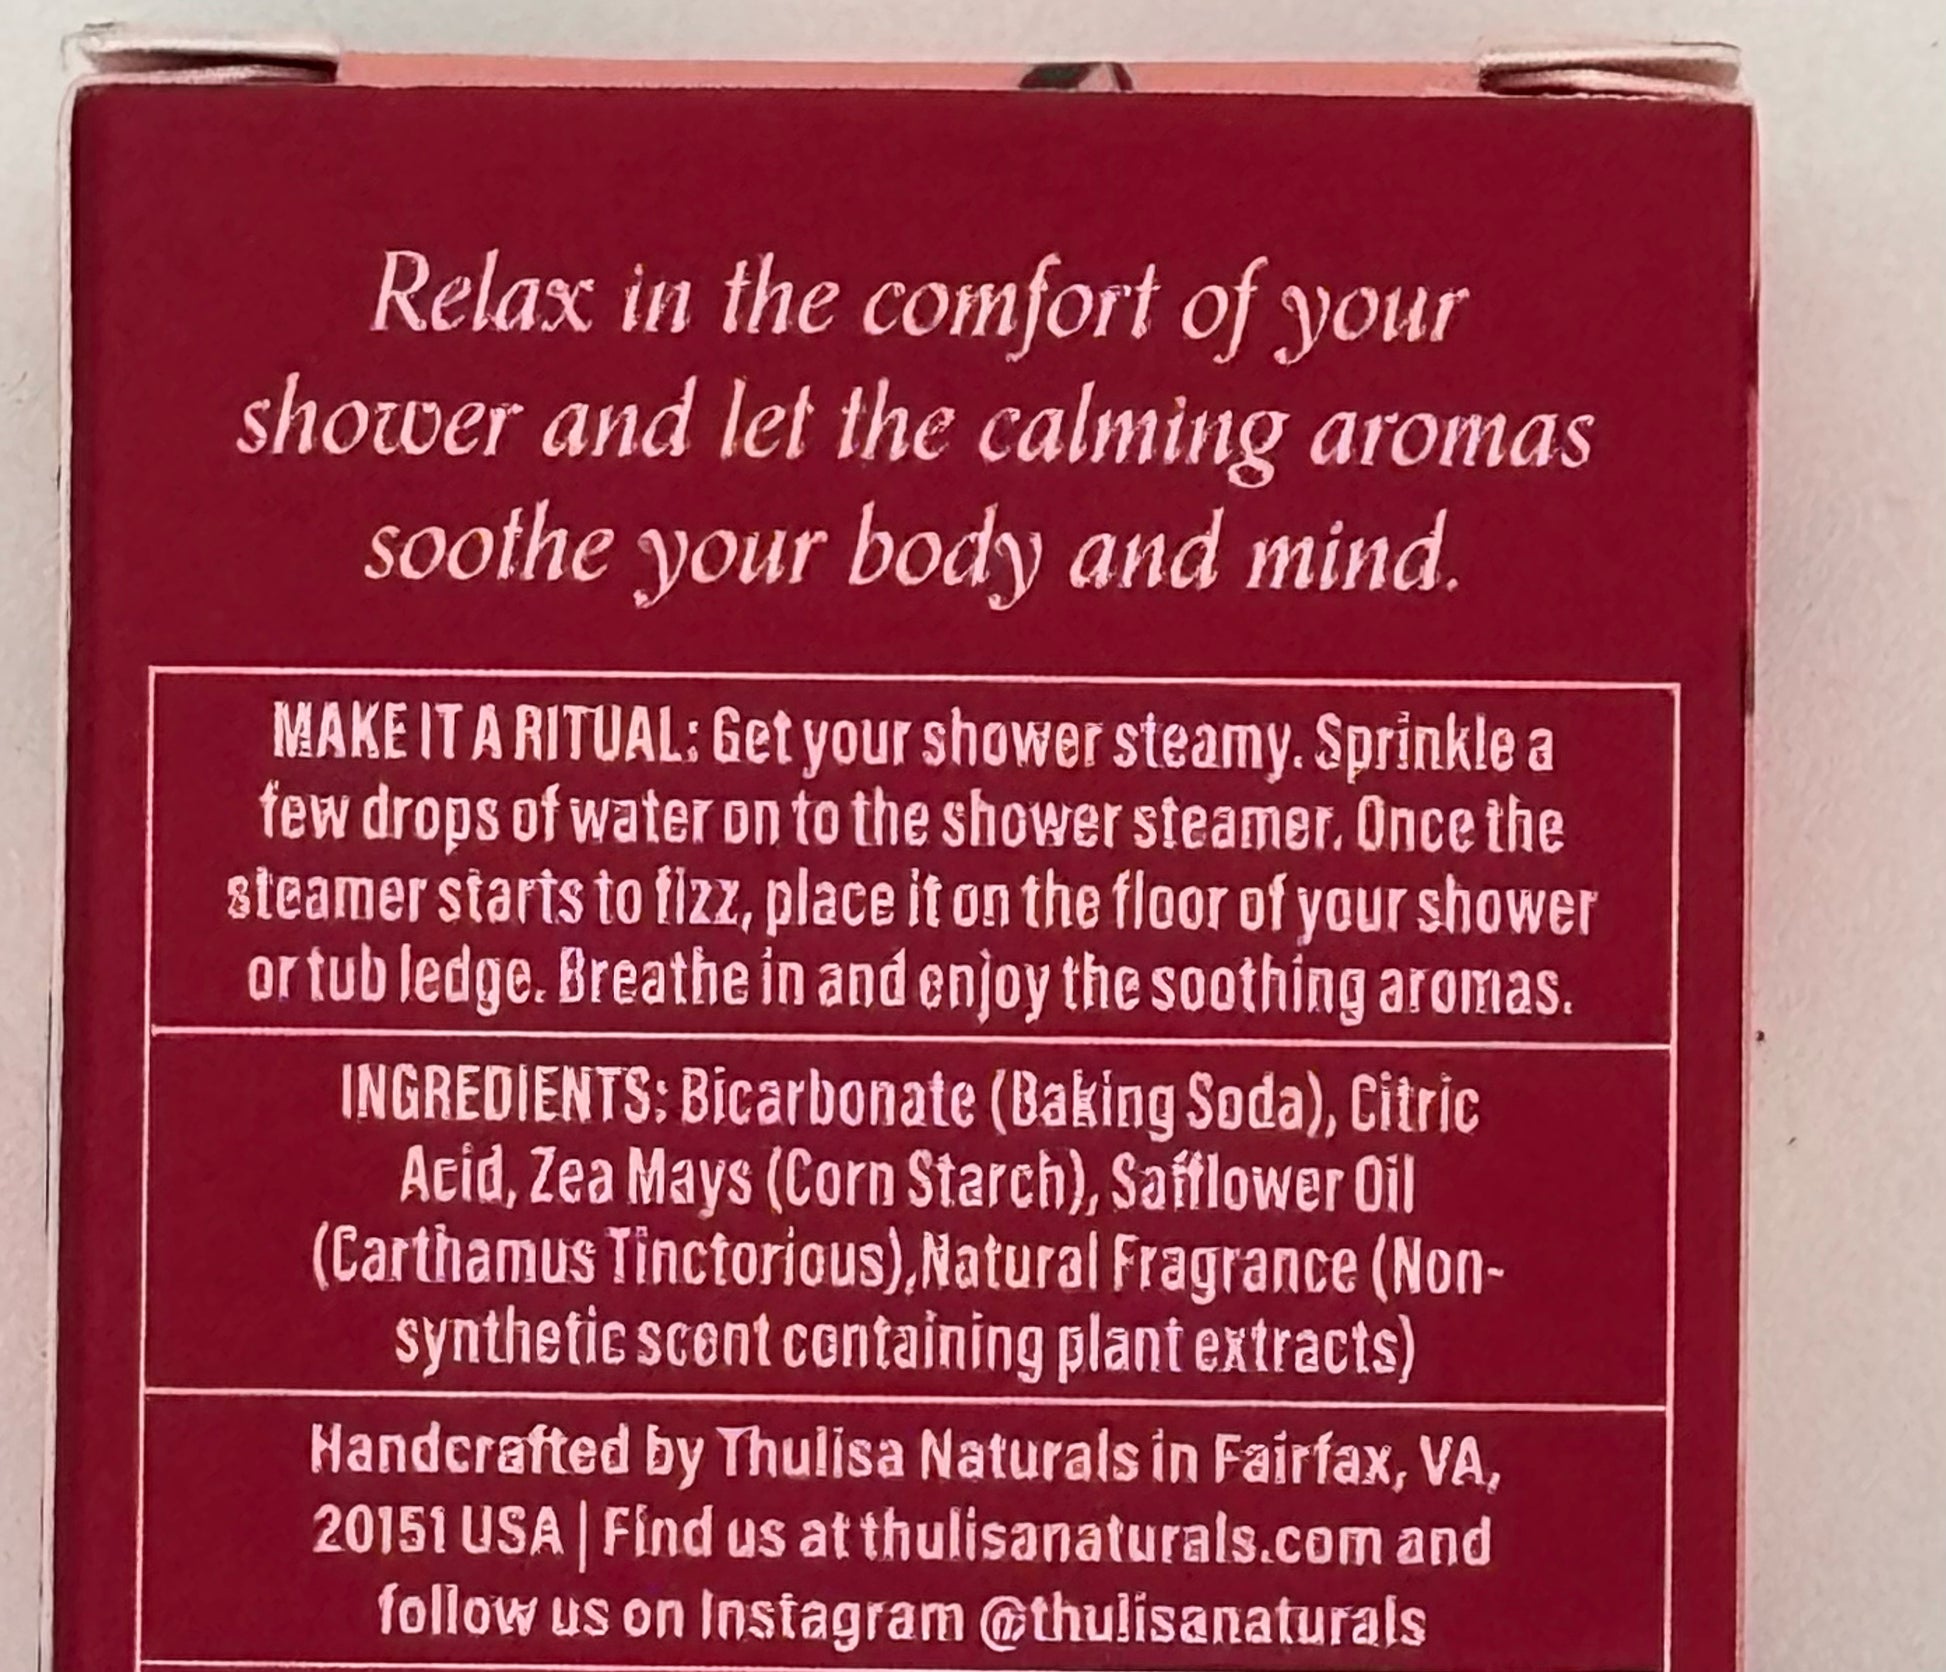 Relax in the comfort of your
shower and let the calming aromas
soothe your body and mind.
MAKE IT A RITUAL: Get your shower steamy. Sprinkle a
few drops of water on to the shower steamer. Once the
steamer starts to fizz, place it on the floor of your shower
or tub ledge. Breathe in and enjoy the soothing aromas.
INGREDIENTS: Bicarbonate (Baking Soda), Citric
Acid, Zea Mays (Corn Starch), Safflower Oil
(Carthamus Tinctorious),Natural Fragrance (Non-
synthetic scent containing plant extracts)
Handcrafted by Thulisa Naturals in Fairfax, VA,
20151 USA | Find us at thulisanaturals.com and
follow us on Instagram @thulisanaturals